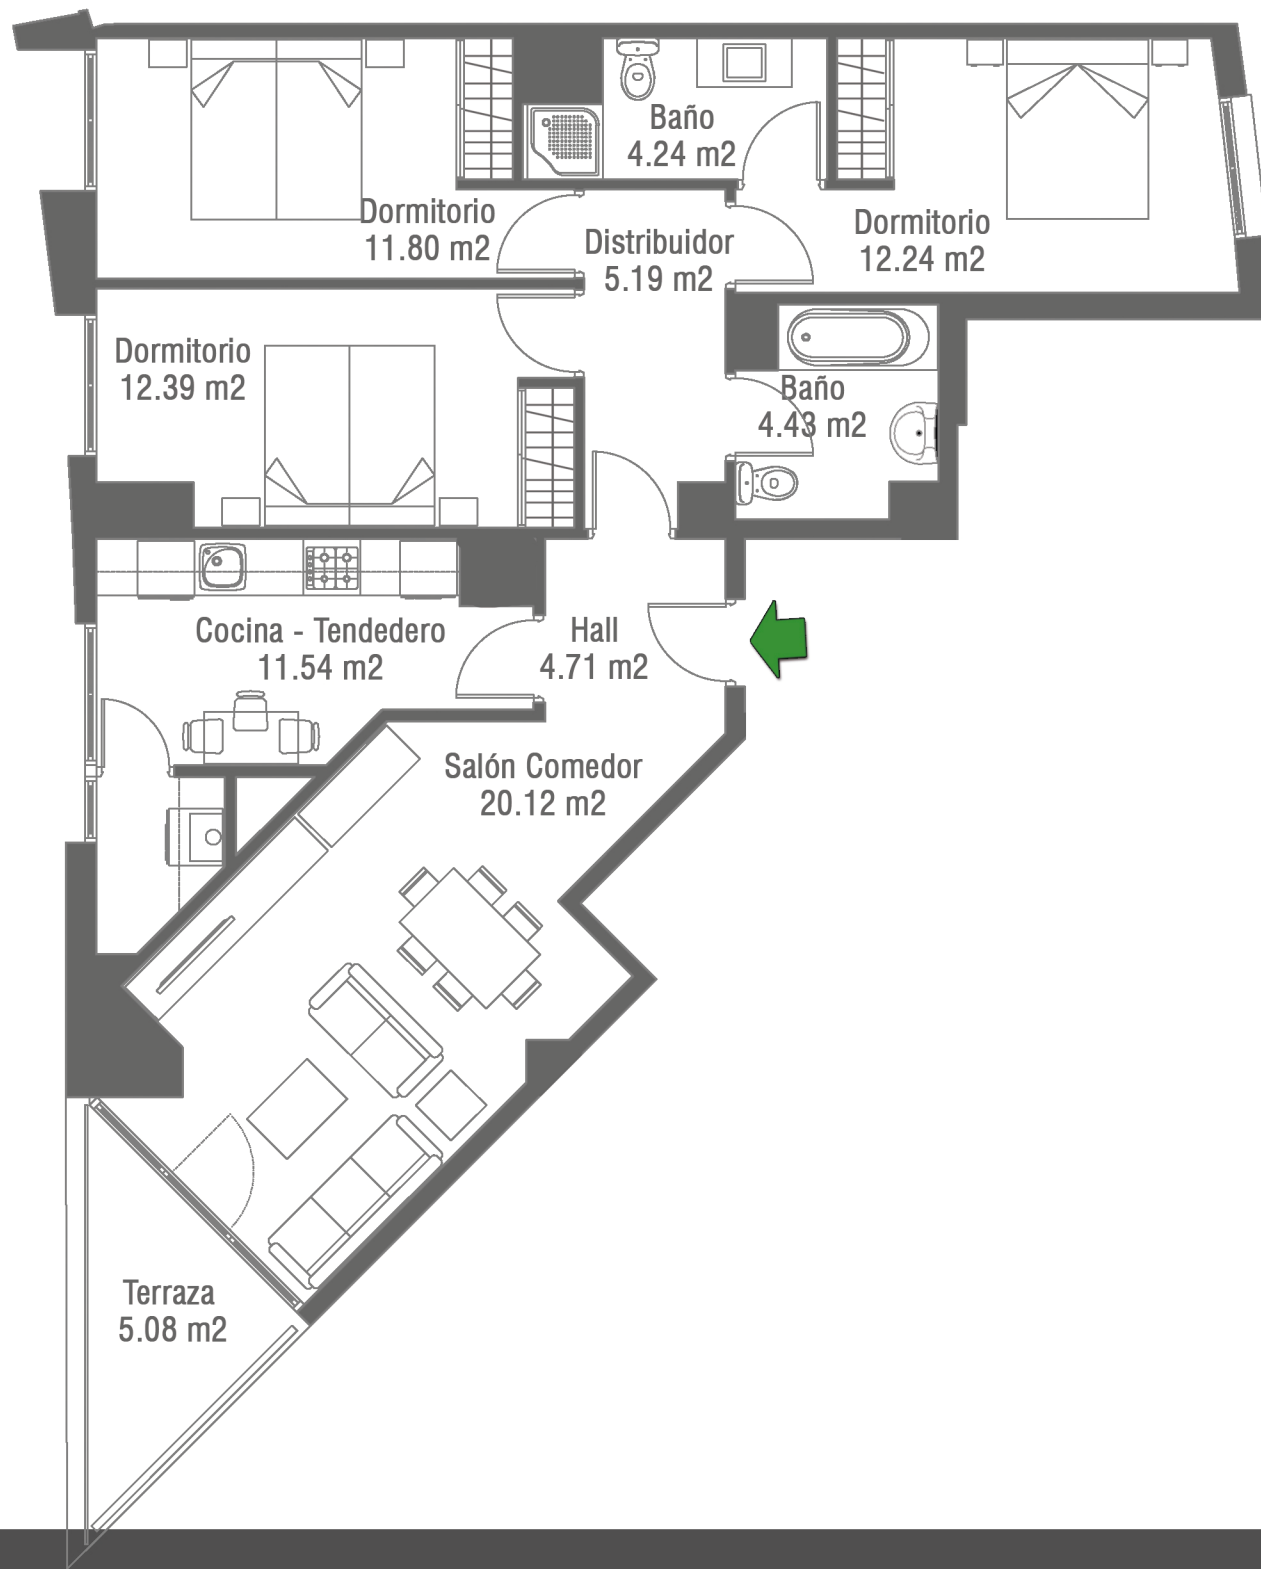 Baño
4.24 m2
Dormitorio
11.80 m2
Distribuidor
5.19 m2
Dormitorio
12.24 m2
Dormitorio
12.39 m2
Baño
4.43 m2
Cocina - Tendedero
11.54 m2
Hall
4.71 m2
Salón Comedor
20.12 m2
Terraza
5.08 m2